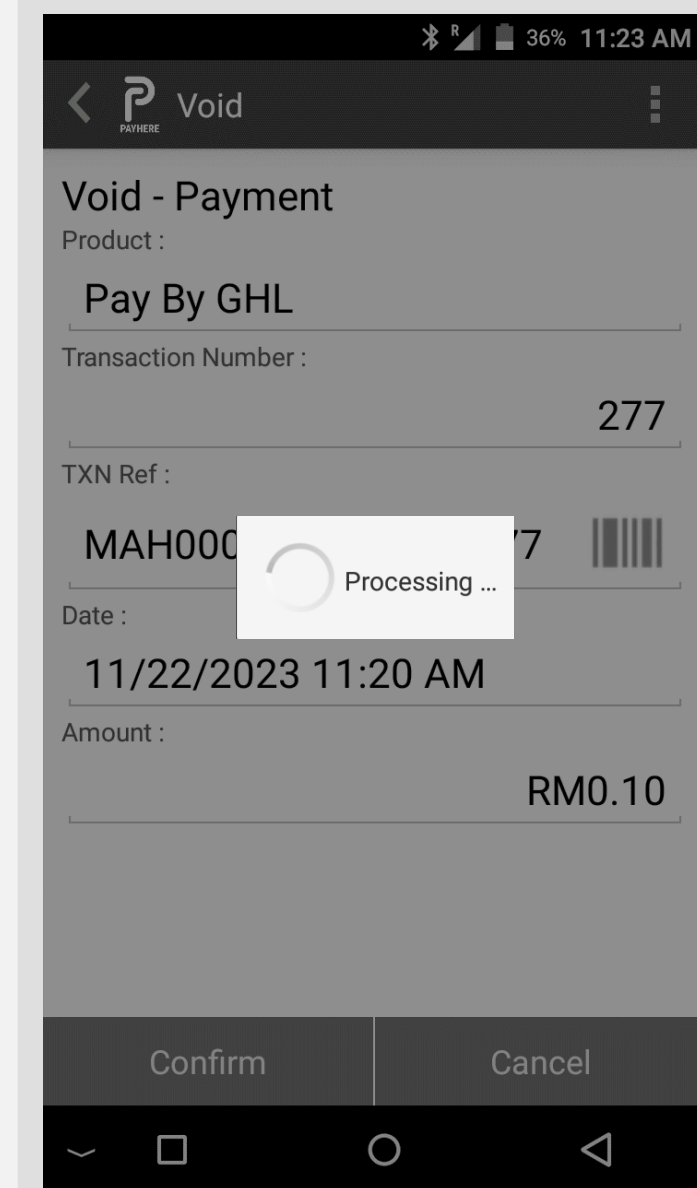 R 36% 11:23 AM
PAYHERE Void
Void - Payment
Product :
Pay By GHL
Transaction Number :
277
TXN Ref :
MAH000 7
Processing ...
Date :
11/22/2023 11:20 AM
Amount :
RM0.10
Confirm Cancel